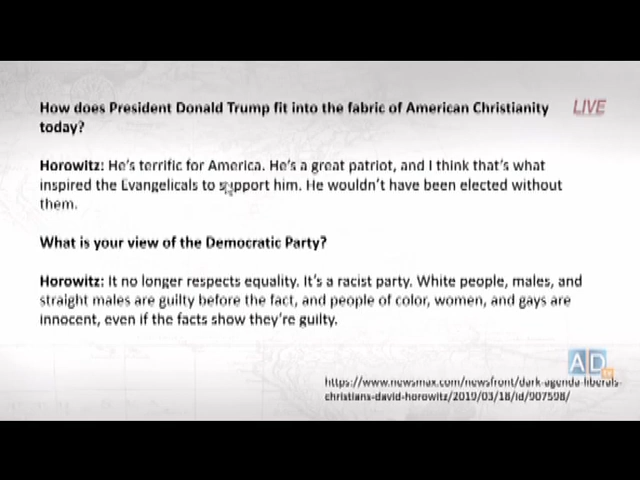 How does President Donald Trump fit into the fabric of American Christianity
today?
LIVE
Horowitz: He's terrific for America. He's a great patriot, and I think that's what
inspired the Evangelicals to support him. He wouldn't have been elected without
them.
What is your view of the Democratic Party?
Horowitz: It no longer respects equality. It's a racist party. White people, males, and
straight males are guilty before the fact, and people of color, women, and gays are
innocent, even if the facts show they're guilty.
AD
https://www.newsmax.com/newsfront/dark-agenda-liberals-
christians-david-horowitz/2019/03/18/id/907598/